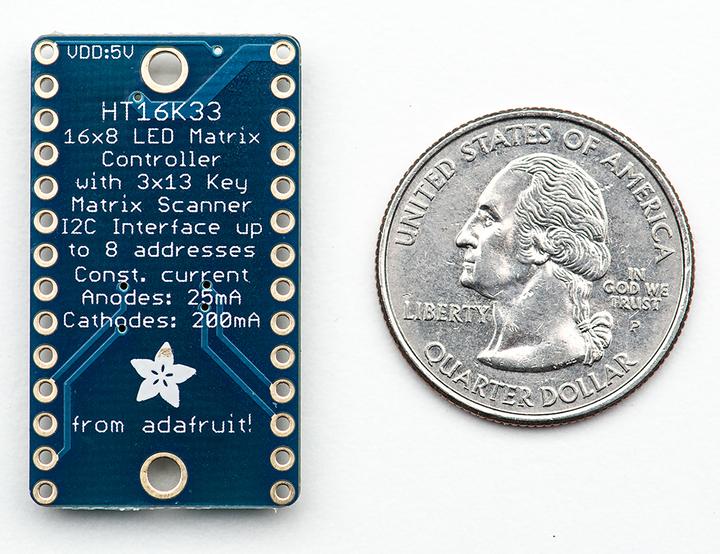 VDD:5V
HT16K33
16x8 LED Matrix
Controller
with 3x13 Key
Matrix Scanner
I2C Interface up
to 8 addresses
Const. current
Anodes: 25mA
Cathodes: 200mA
from adafruit!
UNITED STATES OF AMERICA
LIBERTY
IN
GOD WE
TRUST
P
QUARTER DOLLAR